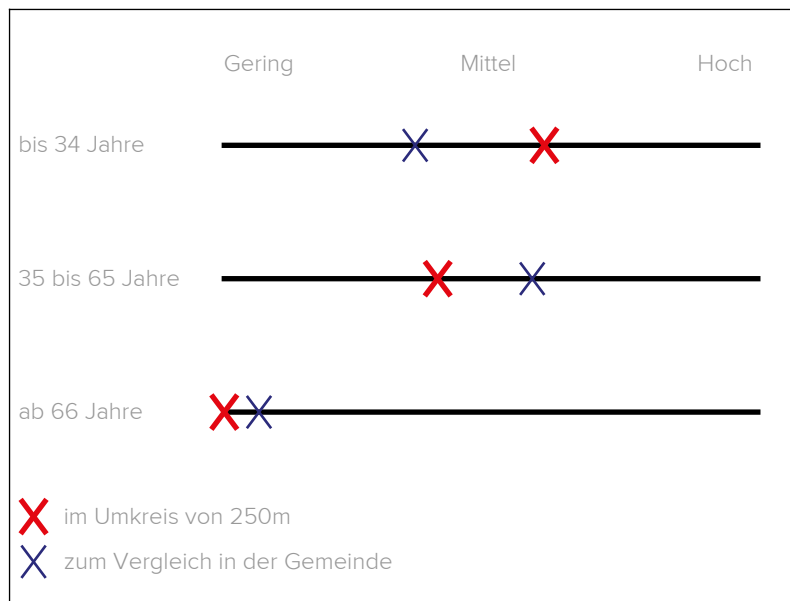 Gering Mittel Hoch
bis 34 Jahre
35 bis 65 Jahre
ab 66 Jahre
im Umkreis von 250m
zum Vergleich in der Gemeinde